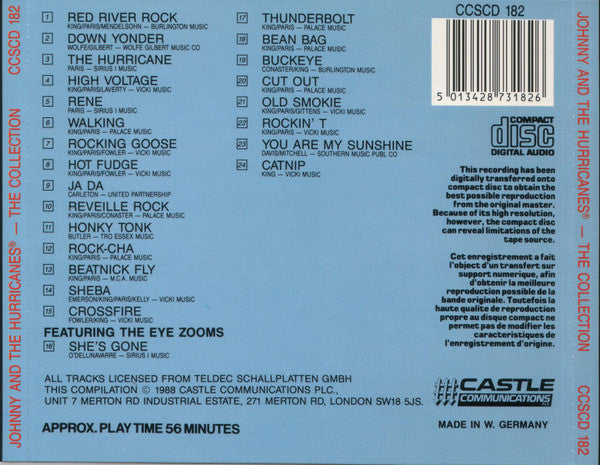 JOHNNY AND THE HURRICANES® — THE COLLECTION CCSCD 182
1 RED RIVER ROCK
KING/PARIS/MENDELSOHN — BURLINGTON MUSIC
2 DOWN YONDER
WOLFE/GILBERT — WOLFE GILBERT MUSIC CO
3 THE HURRICANE
PARIS — SIRIUS I MUSIC
4 HIGH VOLTAGE
KING/PARIS/LAVERTY — VICKI MUSIC
5 RENE
PARIS — SIRIUS I MUSIC
6 WALKING
KING/PARIS — PALACE MUSIC
7 ROCKING GOOSE
KING/PARIS/FOWLER — VICKI MUSIC
8 HOT FUDGE
KING/PARIS/FOWLER — VICKI MUSIC
9 JA DA
CARLETON — UNITED PARTNERSHIP
10 REVEILLE ROCK
KING/PARIS/CONASTER — PALACE MUSIC
11 HONKY TONK
BUTLER — TRO ESSEX MUSIC
12 ROCK-CHA
KING/PARIS — PALACE MUSIC
13 BEATNICK FLY
KING/PARIS — M.C.A. MUSIC
14 SHEBA
EMERSON/KING/PARIS/KELLY — VICKI MUSIC
15 CROSSFIRE
FOWLER/KING — VICKI MUSIC
FEATURING THE EYE ZOOMS
16 SHE'S GONE
O'DELLINAVARRE — SIRIUS I MUSIC
17 THUNDERBOLT
KING/PARIS — PALACE MUSIC
18 BEAN BAG
KING/PARIS — PALACE MUSIC
19 BUCKEYE
CONASTER/KING — BURLINGTON MUSIC
20 CUT OUT
KING/PARIS — PALACE MUSIC
21 OLD SMOKIE
KING/PARIS/GITTENS — VICKI MUSIC
22 ROCKIN' T
KING/PARIS — PALACE MUSIC
23 YOU ARE MY SUNSHINE
DAVIS/MITCHELL — SOUTHERN MUSIC PUBL CO
24 CATNIP
KING — VICKI MUSIC
CCSCD 182
5 013428 731826
COMPACT
disc
DIGITAL AUDIO
This recording has been
digitally transferred onto
compact disc to obtain the
best possible reproduction
from the original master.
Because of its high resolution,
however, the compact disc
can reveal limitations of the
tape source.
Cet enregistrement a fait
l'object d'un transfert sur
support numerique, afin
d'obtenir la meilleure
reproduction possible de la
bande originale. Toutefois la
haute qualite de reproduction
propre au disque compact ne
permet pas de modifier les
caractéristiques de
l'enregistrement d'origine.
ALL TRACKS LICENSED FROM TELDEC SCHALLPLATTEN GMBH
THIS COMPILATION © 1988 CASTLE COMMUNICATIONS PLC.,
UNIT 7 MERTON RD INDUSTRIAL ESTATE, 271 MERTON RD, LONDON SW18 5JS.
APPROX. PLAY TIME 56 MINUTES
CASTLE
COMMUNICATIONS
MADE IN W. GERMANY
JOHNNY AND THE HURRICANES® — THE COLLECTION CCSCD 182